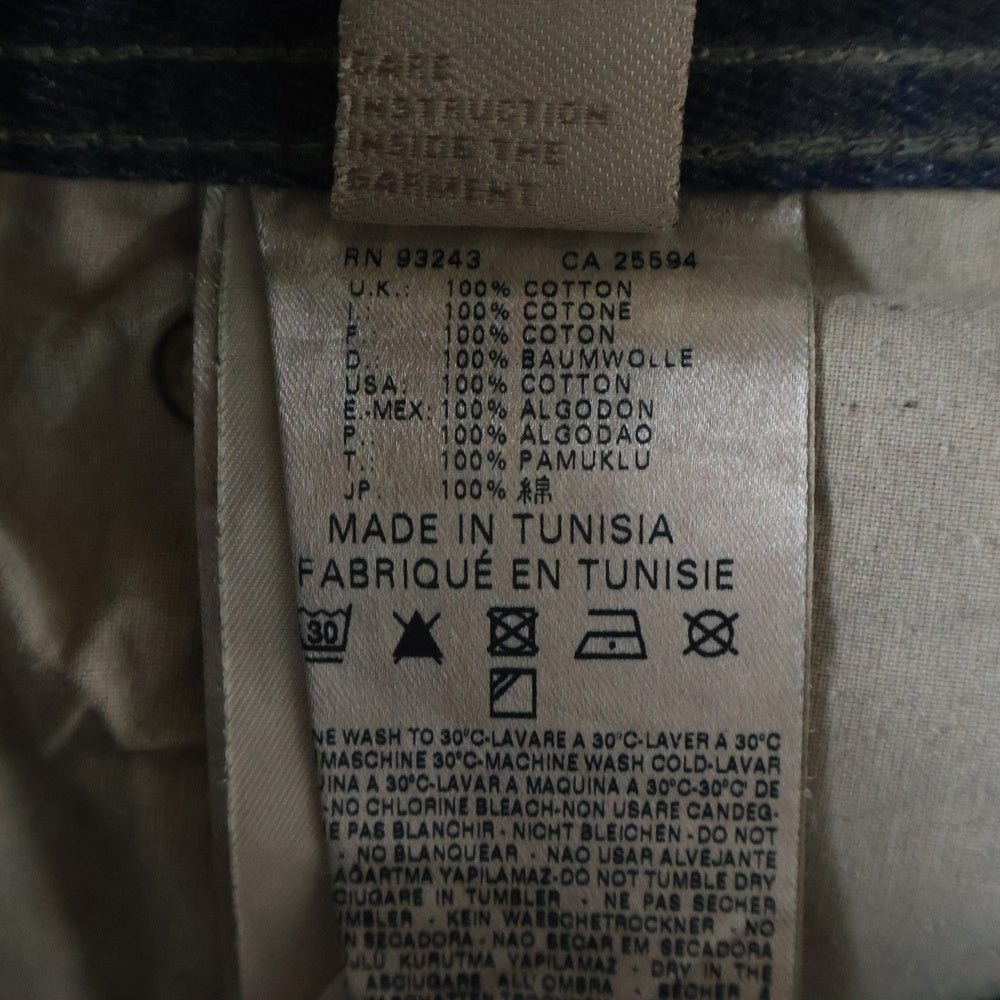 CARE
INSTRUCTION
INSIDE THE
GARMENT
RN 93243 CA 25594
U.K.: 100% COTTON
I.: 100% COTONE
F.: 100% COTON
D.: 100% BAUMWOLLE
USA: 100% COTTON
E.-MEX: 100% ALGODON
P.: 100% ALGODAO
T.: 100% PAMUKLU
JP. 100% 綿
MADE IN TUNISIA
FABRIQUÉ EN TUNISIE
30
NE WASH TO 30°C-LAVARE A 30°C-LAVER A 30°C
MASCHINE 30°C-MACHINE WASH COLD-LAVAR
INA A 30°C-LAVAR A MAQUINA A 30°C-30°C' DE
-NO CHLORINE BLEACH-NON USARE CANDEG-
E PAS BLANCHIR - NICHT BLEICHEN - DO NOT
- NO BLANQUEAR - NAO USAR ALVEJANTE
AĞARTMA YAPILAMAZ-DO NOT TUMBLE DRY
CIUGARE IN TUMBLER - NE PAS SECHER
UMBLER - KEIN WAESCHETROCKNER - NO
N SECADORA - NAO SECAR EM SECADORA
JLÜ KURUTMA YAPILAMAZ - DRY IN THE
ASCIUGARE ALL'OMBRA - SECHER A